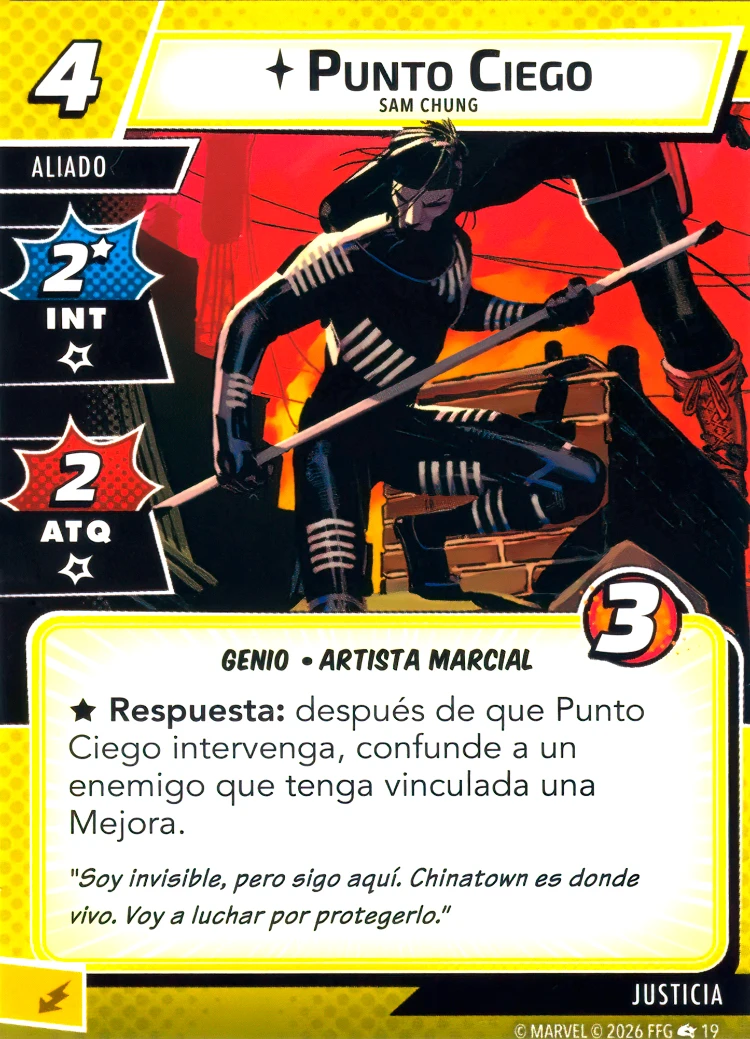 4
PUNTO CIEGO
SAM CHUNG
ALIADO
2
INT
2
ATQ
3
GENIO • ARTISTA MARCIAL
★ Respuesta: después de que Punto
Ciego intervenga, confunde a un
enemigo que tenga vinculada una
Mejora.
"Soy invisible, pero sigo aquí. Chinatown es donde
vivo. Voy a luchar por protegerlo."
JUSTICIA
© MARVEL © 2026 FFG 19